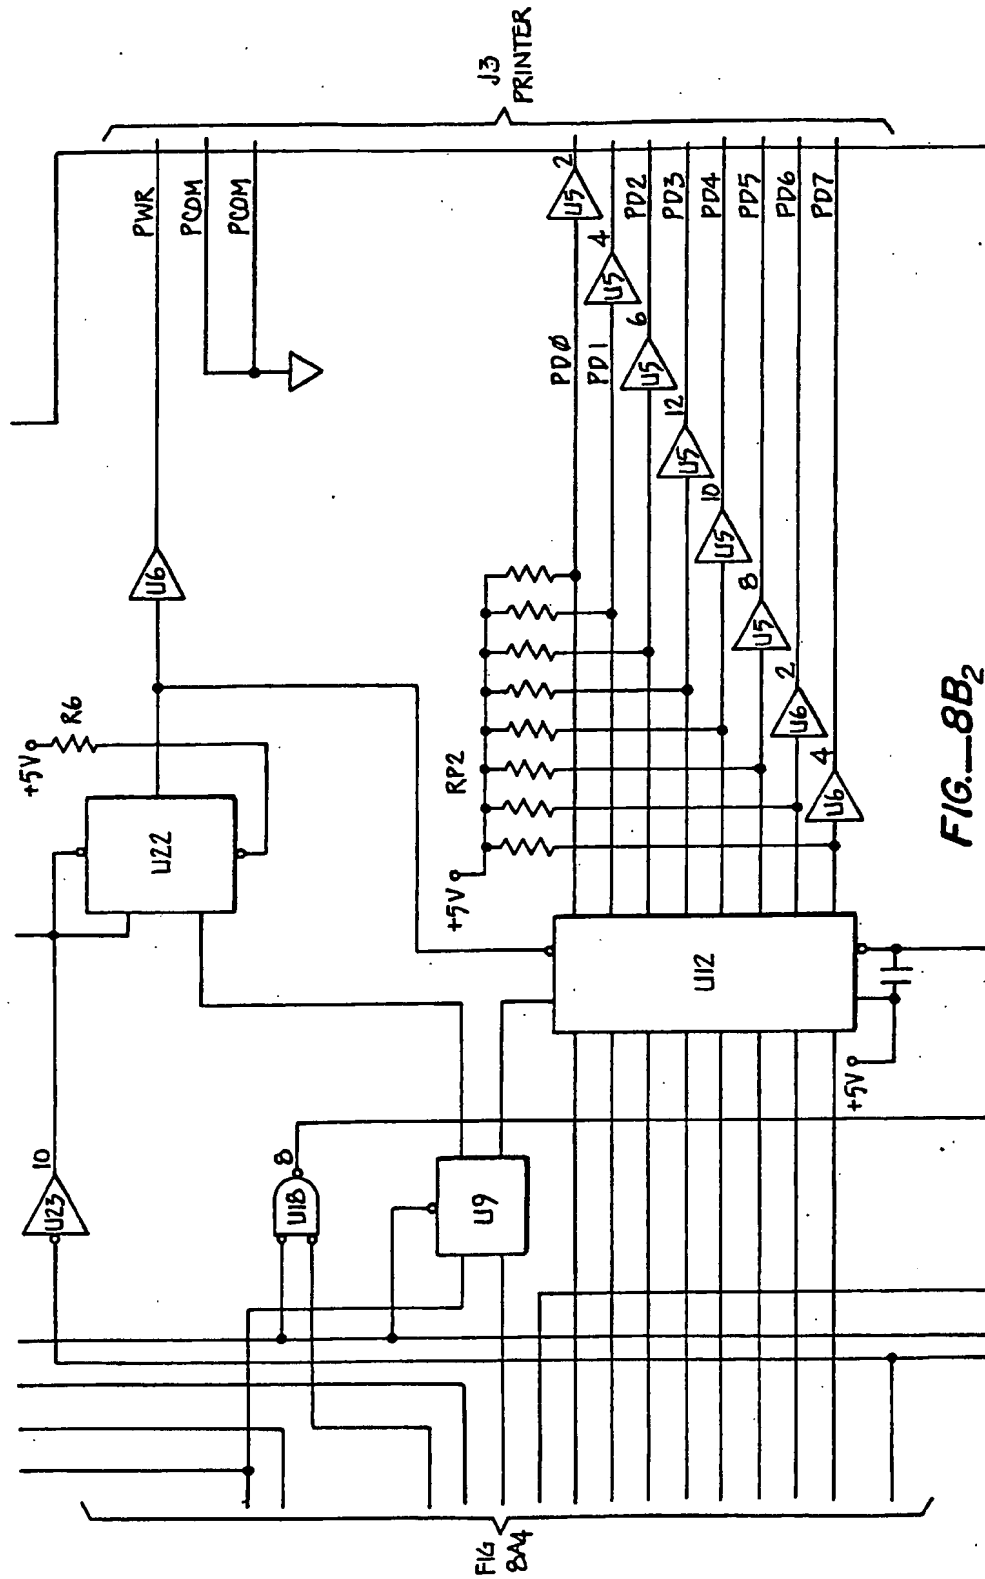 J3
PRINTER
PWR
PCOM
PCOM
U6
+5V
R6
U22
U23
10
U18
8
U9
+5V
RP2
PDØ
U5
2
PD1
U5
4
PD2
U5
6
PD3
U5
12
PD4
U5
10
PD5
U5
8
PD6
U6
2
PD7
U6
4
U12
+5V
FIG
8A4
FIG._8B2